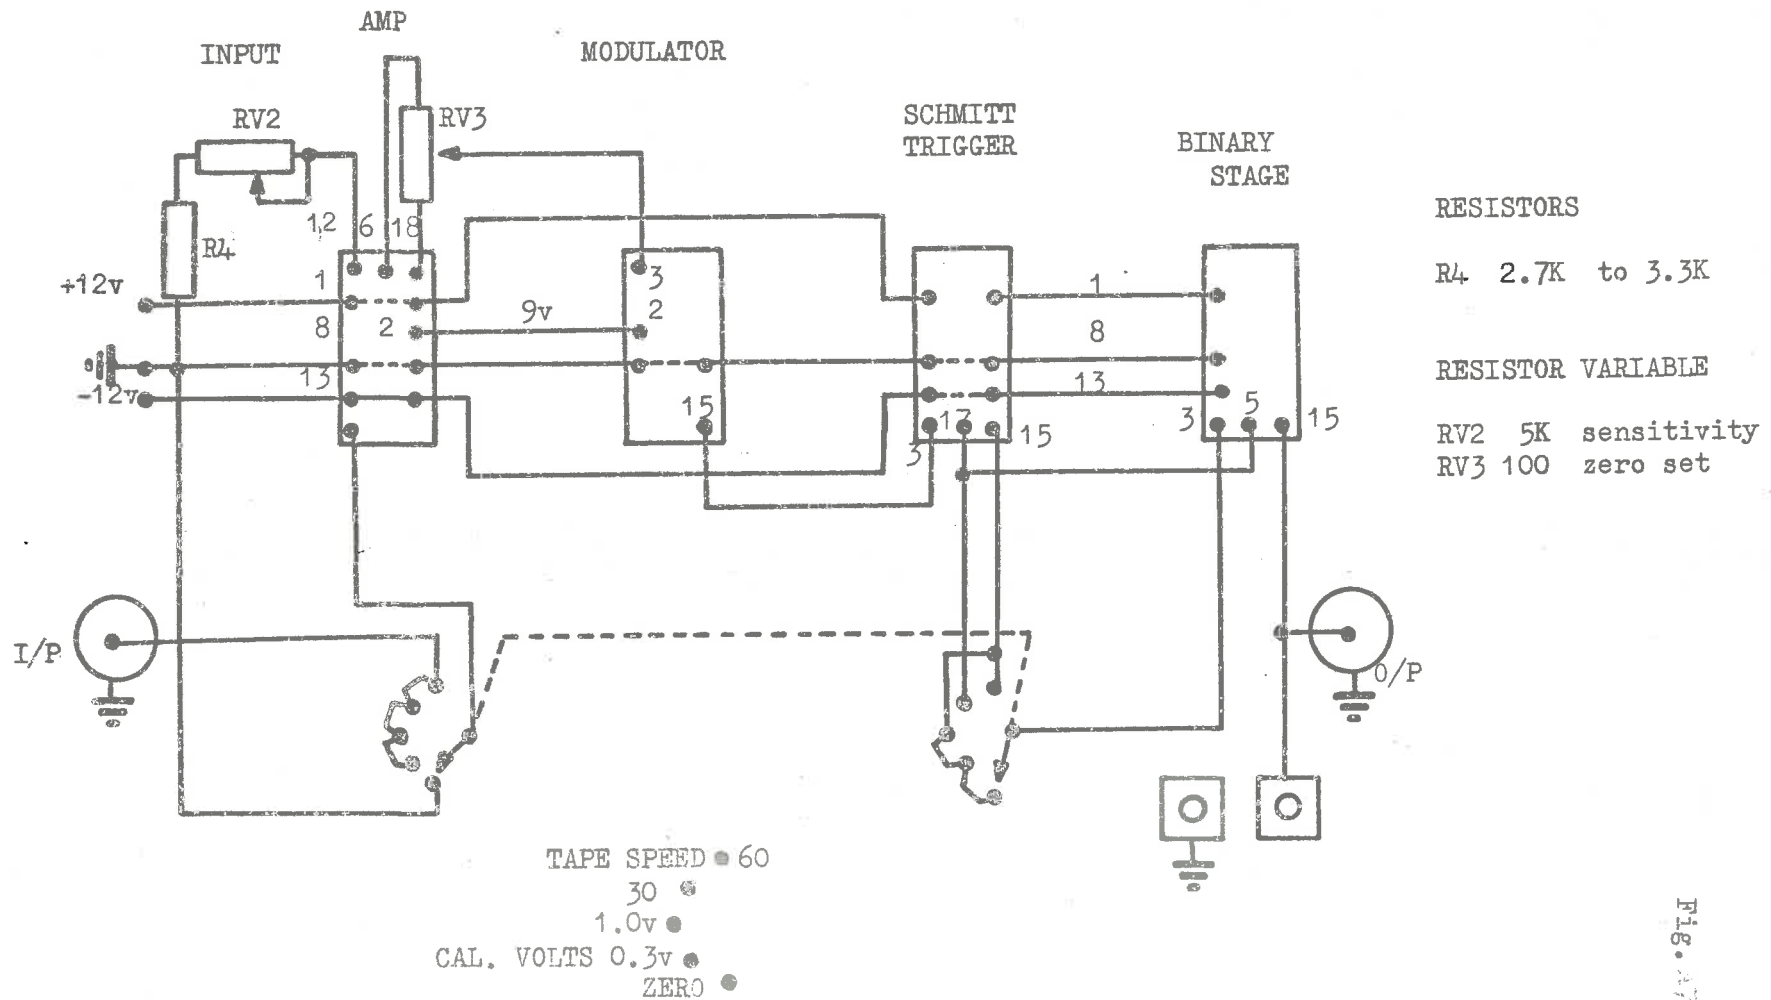 AMP
INPUT
MODULATOR
RV2
RV3
SCHMITT
TRIGGER
BINARY
STAGE
RESISTORS
R4 2.7K to 3.3K
RESISTOR VARIABLE
RV2 5K sensitivity
RV3 100 zero set
12 6 18
R4
+12v
1
8
2
13
-12v
9v
3
2
15
3
17
15
1
8
13
3
5
15
I/P
O/P
TAPE SPEED 60
30
1.0v
CAL. VOLTS 0.3v
ZERO
Fig.